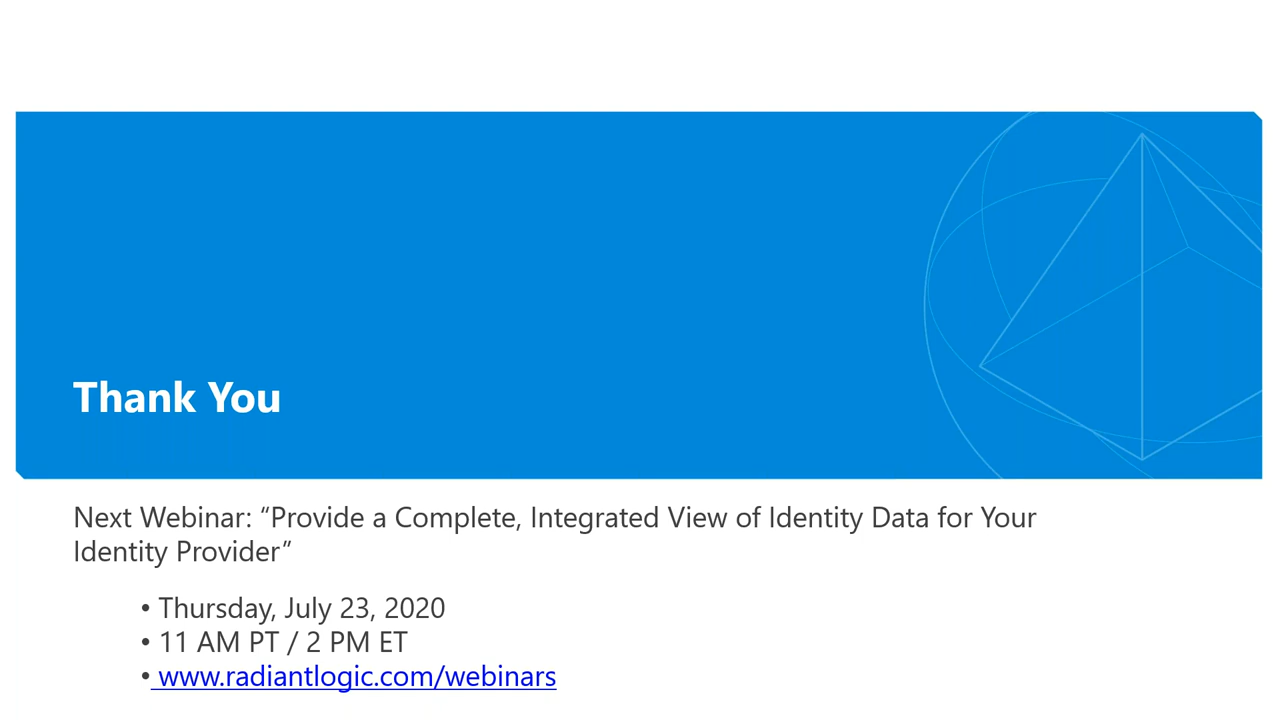 Thank You
Next Webinar: “Provide a Complete, Integrated View of Identity Data for Your
Identity Provider”
• Thursday, July 23, 2020
• 11 AM PT / 2 PM ET
• www.radiantlogic.com/webinars